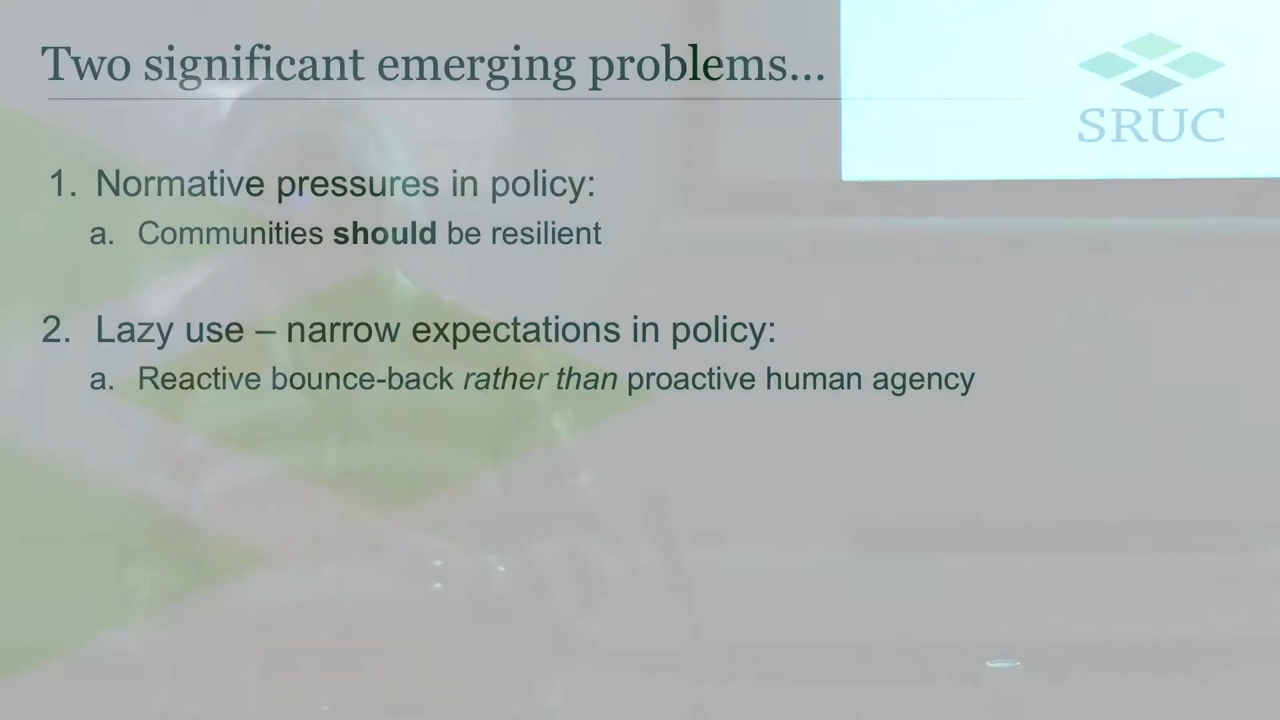 Two significant emerging problems...
SRUC
1. Normative pressures in policy:
a. Communities should be resilient
2. Lazy use – narrow expectations in policy:
a. Reactive bounce-back rather than proactive human agency